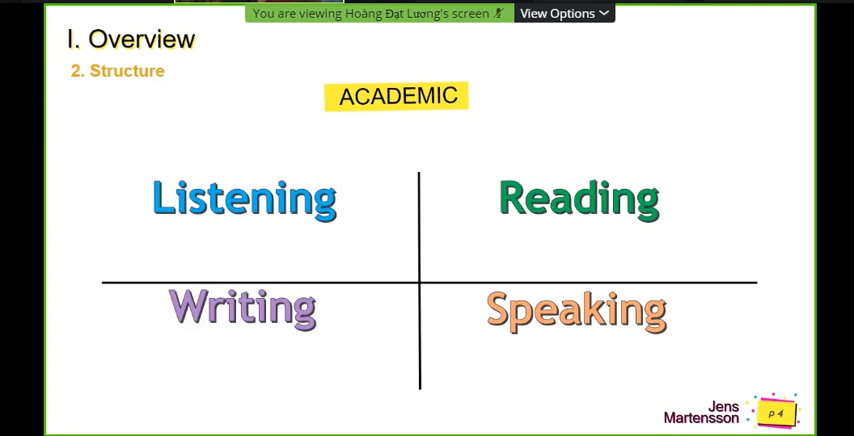 You are viewing Hoàng Đạt Lương's screen
View Options
I. Overview
2. Structure
ACADEMIC
Listening
Reading
Writing
Speaking
Jens
Martensson
p 4